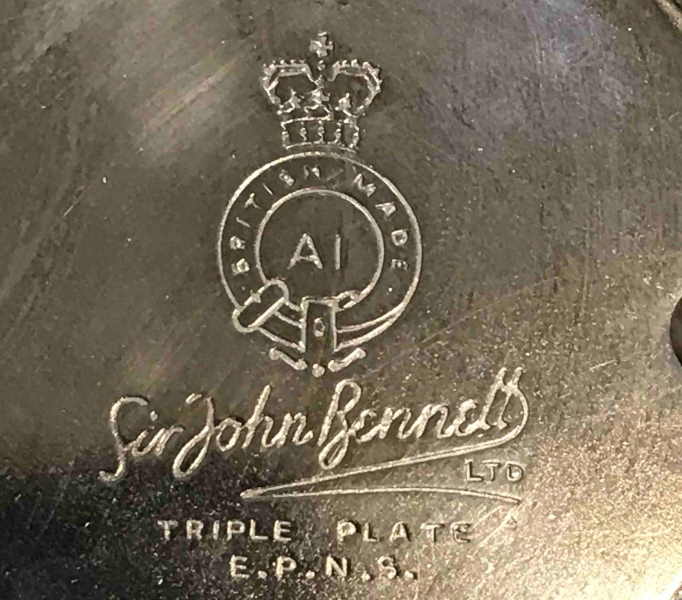 BRITISH MADE
A1
Sir John Bennett
LTD
TRIPLE PLATE
E.P.N.S.